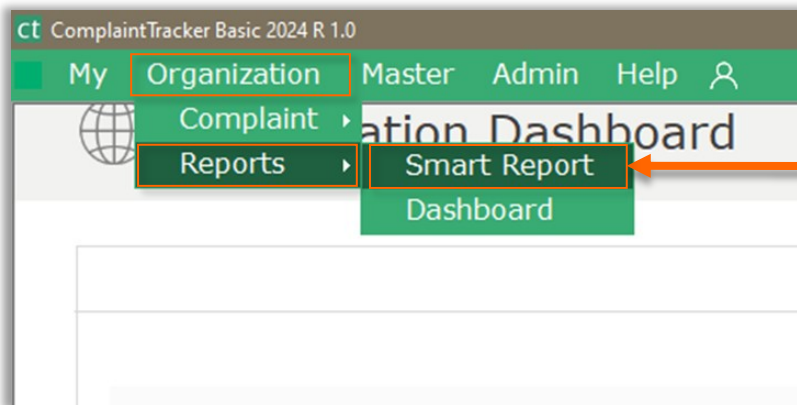 ct ComplaintTracker Basic 2024 R 1.0
My Organization Master Admin Help
Complaint
ation Dashboard
Reports
Smart Report
Dashboard